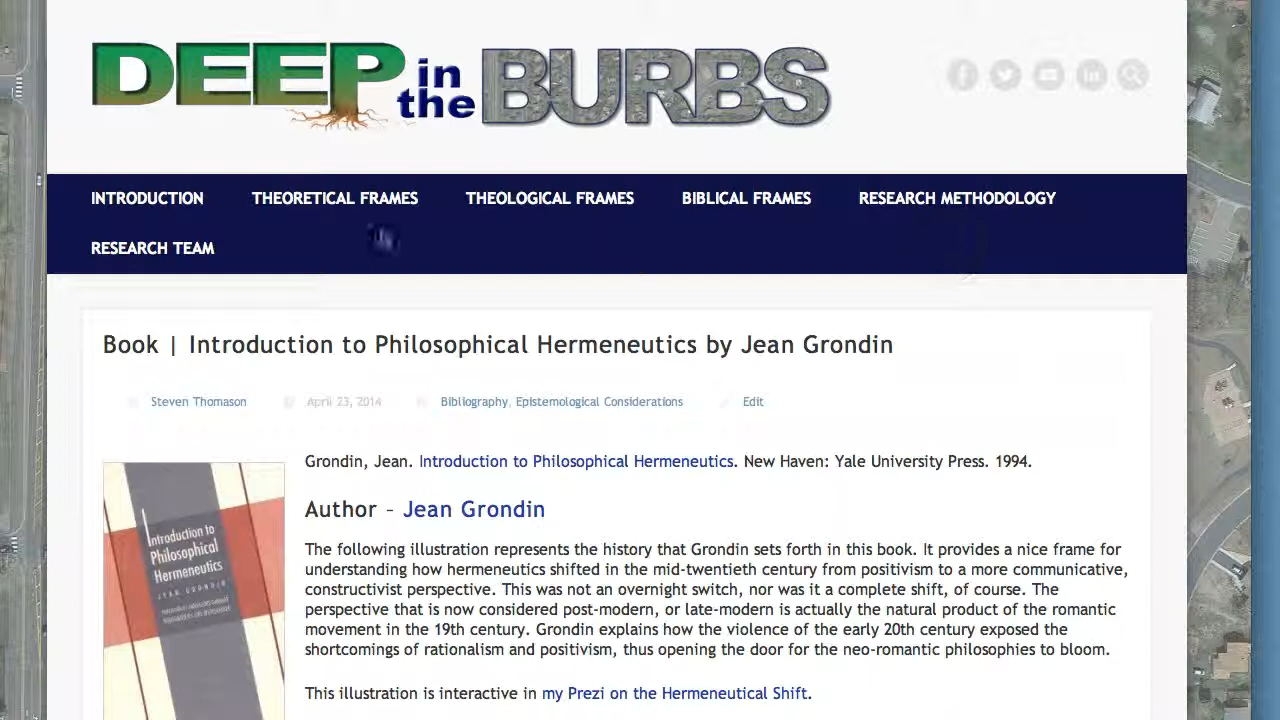 DEEP in the BURBS
INTRODUCTION THEORETICAL FRAMES THEOLOGICAL FRAMES BIBLICAL FRAMES RESEARCH METHODOLOGY
RESEARCH TEAM
Book | Introduction to Philosophical Hermeneutics by Jean Grondin
Steven Thomason April 23, 2014 Bibliography, Epistemological Considerations Edit
Grondin, Jean. Introduction to Philosophical Hermeneutics. New Haven: Yale University Press. 1994.
Author – Jean Grondin
The following illustration represents the history that Grondin sets forth in this book. It provides a nice frame for
understanding how hermeneutics shifted in the mid-twentieth century from positivism to a more communicative,
constructivist perspective. This was not an overnight switch, nor was it a complete shift, of course. The
perspective that is now considered post-modern, or late-modern is actually the natural product of the romantic
movement in the 19th century. Grondin explains how the violence of the early 20th century exposed the
shortcomings of rationalism and positivism, thus opening the door for the neo-romantic philosophies to bloom.
This illustration is interactive in my Prezi on the Hermeneutical Shift.
Introduction to
Philosophical
Hermeneutics
JEAN GRONDIN